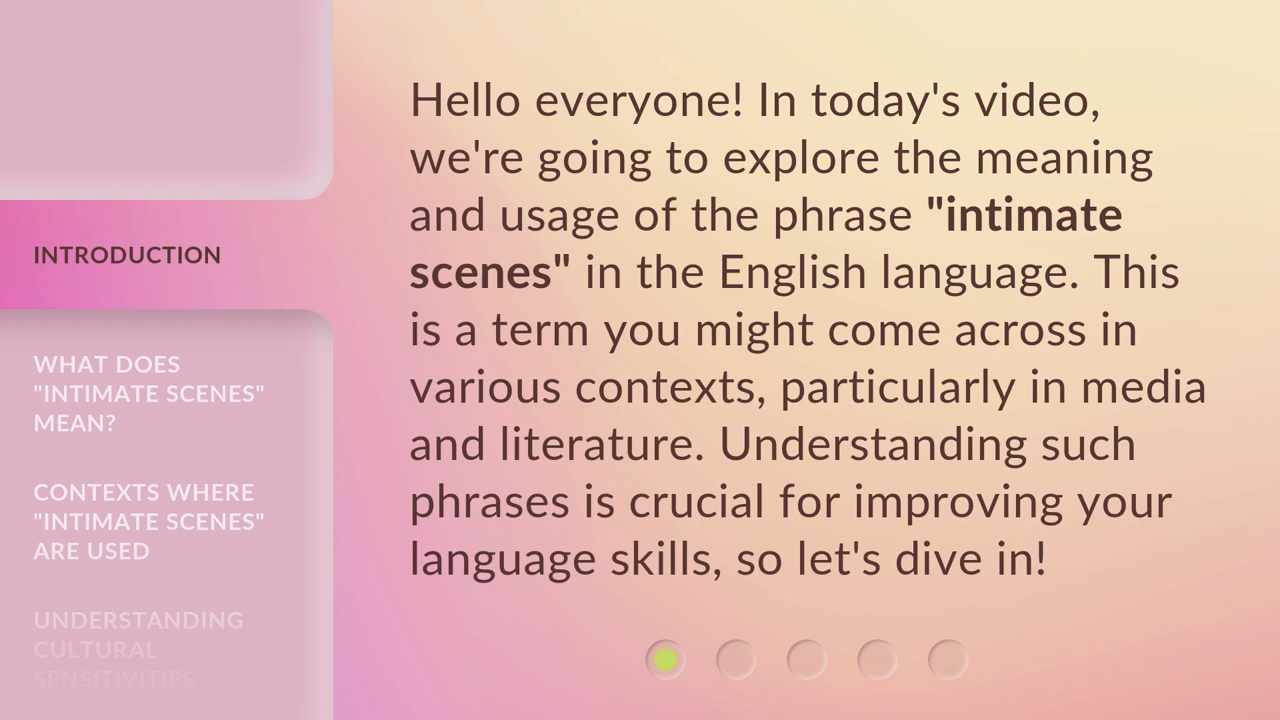 INTRODUCTION
WHAT DOES
"INTIMATE SCENES"
MEAN?
CONTEXTS WHERE
"INTIMATE SCENES"
ARE USED
UNDERSTANDING
CULTURAL
SENSITIVITIES
Hello everyone! In today's video,
we're going to explore the meaning
and usage of the phrase "intimate
scenes" in the English language. This
is a term you might come across in
various contexts, particularly in media
and literature. Understanding such
phrases is crucial for improving your
language skills, so let's dive in!